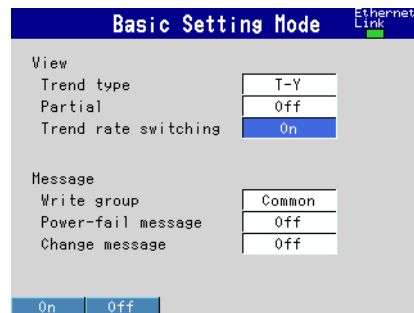 Basic Setting Mode
Ethernet
Link
View
Trend type T-Y
Partial Off
Trend rate switching On
Message
Write group Common
Power-fail message Off
Change message Off
On Off